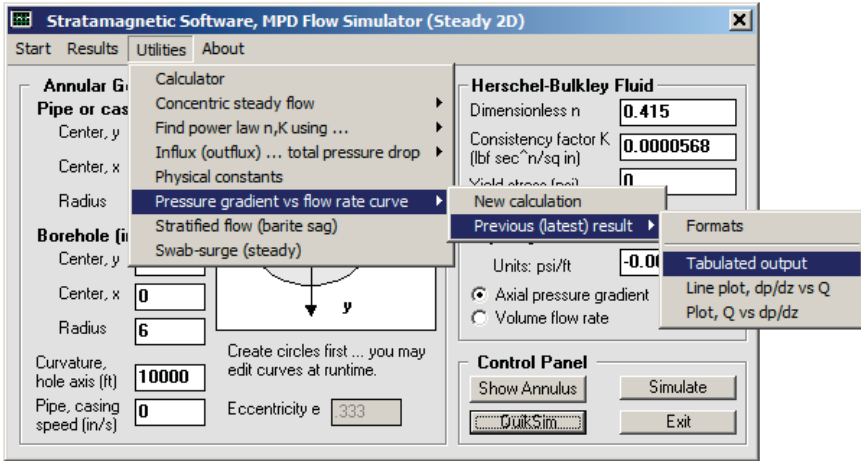 Stratamagnetic Software, MPD Flow Simulator (Steady 2D)
Start Results Utilities About
Calculator
Concentric steady flow
Find power law n,K using ...
Influx (outflux) ... total pressure drop
Physical constants
Pressure gradient vs flow rate curve
Stratified flow (barite sag)
Swab-surge (steady)
New calculation
Previous (latest) result
Formats
Tabulated output
Line plot, dp/dz vs Q
Plot, Q vs dp/dz
Annular G
Pipe or cas
Center, y
Center, x
Radius
Borehole (i
Center, y
Center, x 0
Radius 6
Curvature,
hole axis (ft) 10000
Pipe, casing
speed (in/s) 0
y
Create circles first ... you may
edit curves at runtime.
Eccentricity e .333
Herschel-Bulkley Fluid
Dimensionless n 0.415
Consistency factor K
(lbf sec^n/sq in) 0.0000568
Yield stress (psi) 0
Units: psi/ft -0.00
Axial pressure gradient
Volume flow rate
Control Panel
Show Annulus Simulate
QuikSim Exit